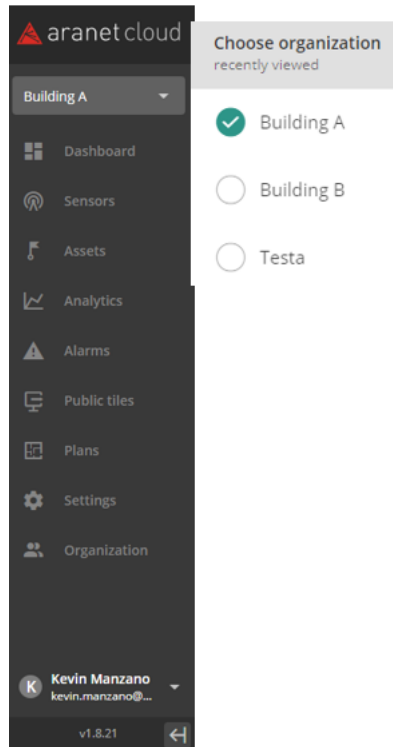 aranet cloud
Building A
Dashboard
Sensors
Assets
Analytics
Alarms
Public tiles
Plans
Settings
Organization
K
Kevin Manzano
kevin.manzano@...
v1.8.21
Choose organization
recently viewed
Building A
Building B
Testa